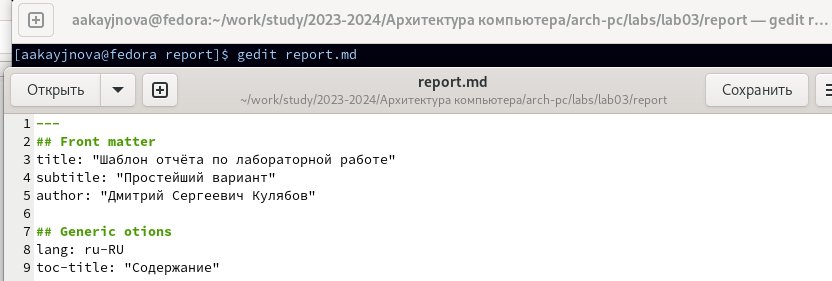 aakayjnova@fedora:~/work/study/2023-2024/Архитектура компьютера/arch-pc/labs/lab03/report — gedit r…
[aakayjnova@fedora report]$ gedit report.md
Открыть
report.md
~/work/study/2023-2024/Архитектура компьютера/arch-pc/labs/lab03/report
Сохранить
1 ---
2 ## Front matter
3 title: "Шаблон отчёта по лабораторной работе"
4 subtitle: "Простейший вариант"
5 author: "Дмитрий Сергеевич Кулябов"
6
7 ## Generic otions
8 lang: ru-RU
9 toc-title: "Содержание"